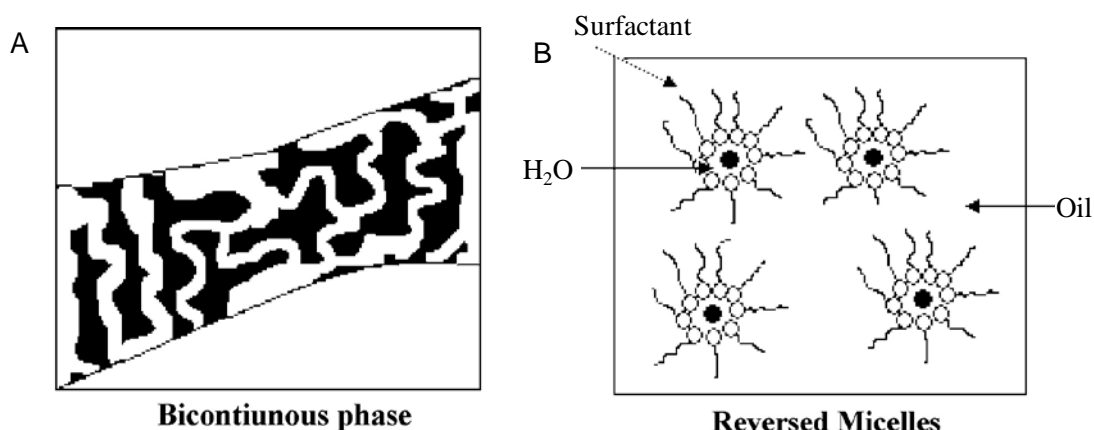 A
Bicontiunous phase
Surfactant
B
H₂O
Oil
Reversed Micelles